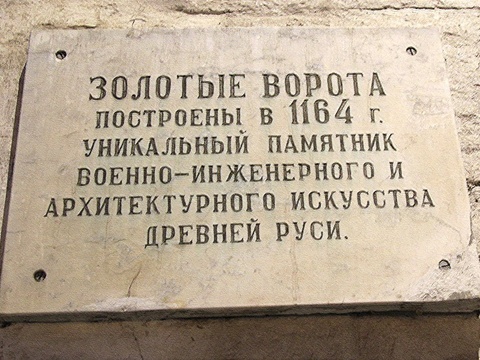 ЗОЛОТЫЕ ВОРОТА
ПОСТРОЕНЫ В 1164 г.
УНИКАЛЬНЫЙ ПАМЯТНИК
ВОЕННО-ИНЖЕНЕРНОГО И
АРХИТЕКТУРНОГО ИСКУССТВА
ДРЕВНЕЙ РУСИ.